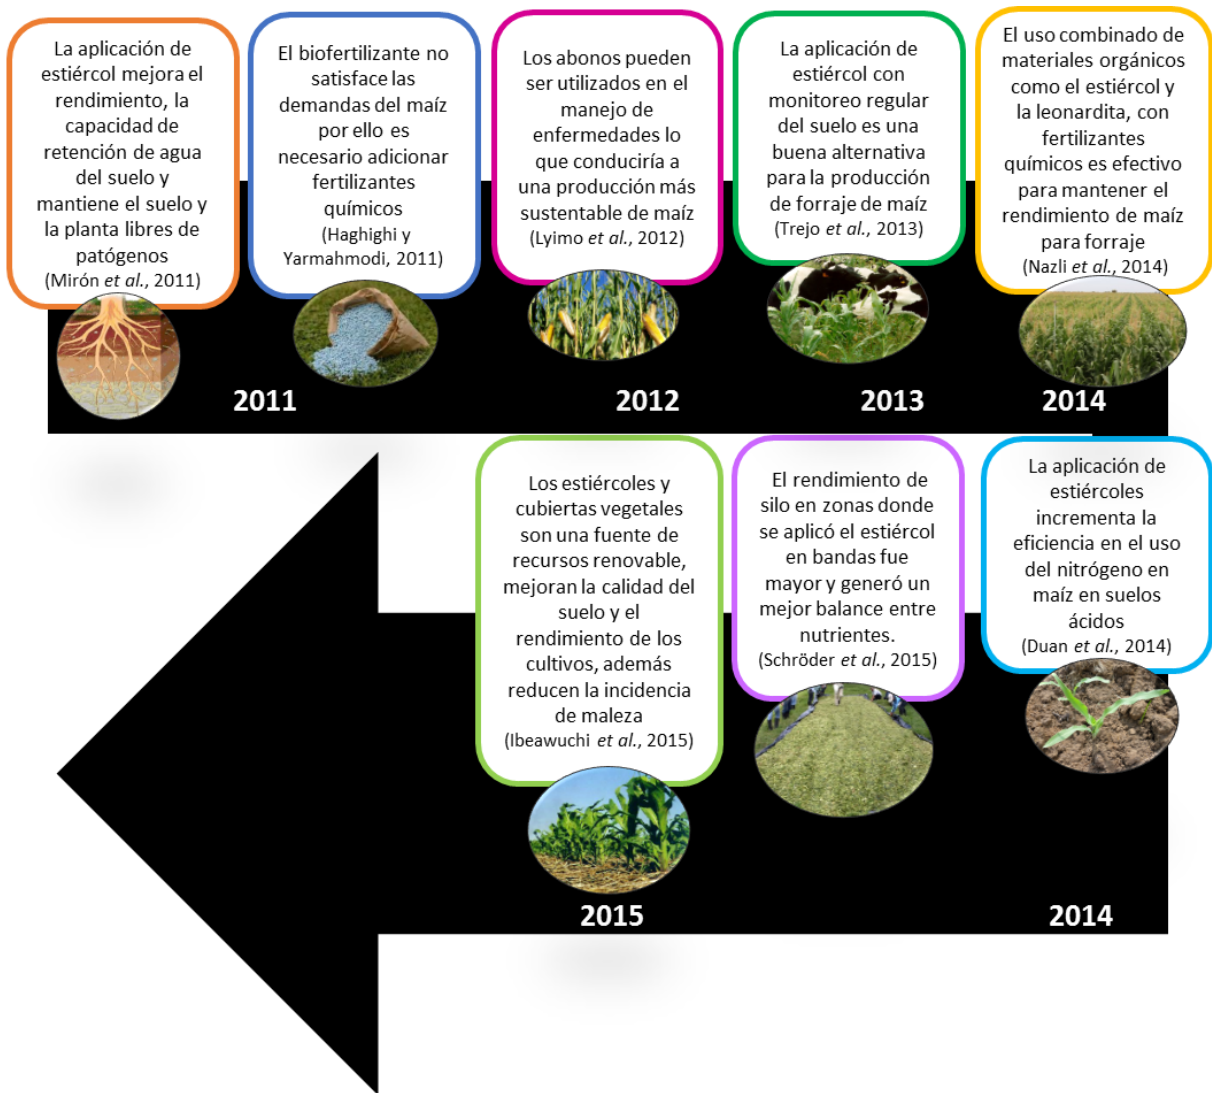 La aplicación de
estiércol mejora el
rendimiento, la
capacidad de
retención de agua
del suelo y
mantiene el suelo y
la planta libres de
patógenos
(Mirón et al., 2011)
El biofertilizante no
satisface las
demandas del maíz
por ello es
necesario adicionar
fertilizantes
químicos
(Haghighi y
Yarmahmodi, 2011)
Los abonos pueden
ser utilizados en el
manejo de
enfermedades lo
que conduciría a
una producción más
sustentable de maíz
(Lyimo et al., 2012)
La aplicación de
estiércol con
monitoreo regular
del suelo es una
buena alternativa
para la producción
de forraje de maíz
(Trejo et al., 2013)
El uso combinado de
materiales orgánicos
como el estiércol y
la leonardita, con
fertilizantes
químicos es efectivo
para mantener el
rendimiento de maíz
para forraje
(Nazli et al., 2014)
2011
2012
2013
2014
Los estiércoles y
cubiertas vegetales
son una fuente de
recursos renovable,
mejoran la calidad del
suelo y el
rendimiento de los
cultivos, además
reducen la incidencia
de maleza
(Ibeawuchi et al., 2015)
El rendimiento de
silo en zonas donde
se aplicó el estiércol
en bandas fue
mayor y generó un
mejor balance entre
nutrientes.
(Schröder et al., 2015)
La aplicación de
estiércoles
incrementa la
eficiencia en el uso
del nitrógeno en
maíz en suelos
ácidos
(Duan et al., 2014)
2015
2014